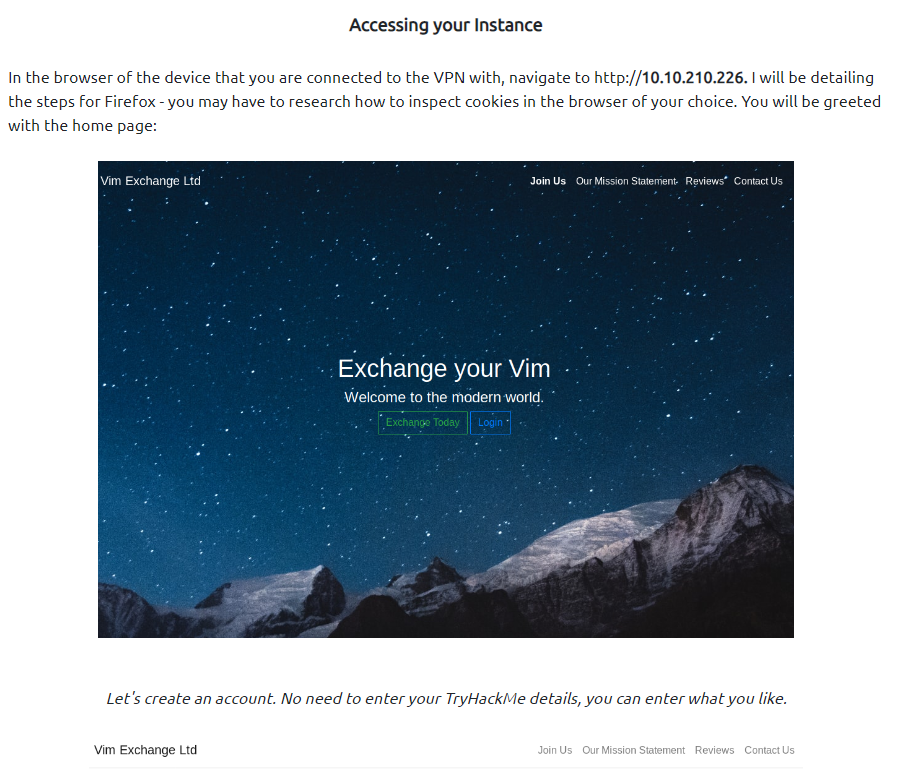 Accessing your Instance
In the browser of the device that you are connected to the VPN with, navigate to http://10.10.210.226. I will be detailing
the steps for Firefox - you may have to research how to inspect cookies in the browser of your choice. You will be greeted
with the home page:
Vim Exchange Ltd Join Us Our Mission Statement Reviews Contact Us
Exchange your Vim
Welcome to the modern world.
Exchange Today Login
Let's create an account. No need to enter your TryHackMe details, you can enter what you like.
Vim Exchange Ltd Join Us Our Mission Statement Reviews Contact Us